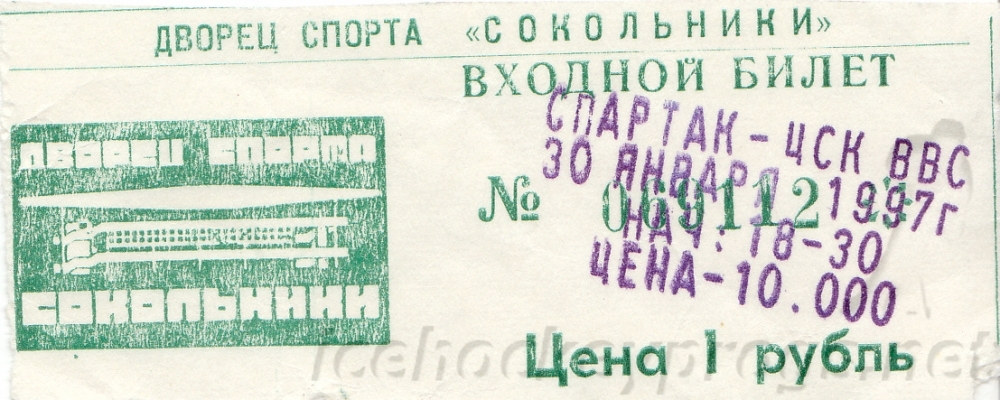 ДВОРЕЦ СПОРТА «СОКОЛЬНИКИ»
ВХОДНОЙ БИЛЕТ
ДВОРЕЦ СПОРТА
СОКОЛЬНИКИ
СПАРТАК – ЦСК ВВС
30 ЯНВАРЯ 1997г
№ 069112
НАЧ. 18-30
ЦЕНА-10.000
Цена 1 рубль